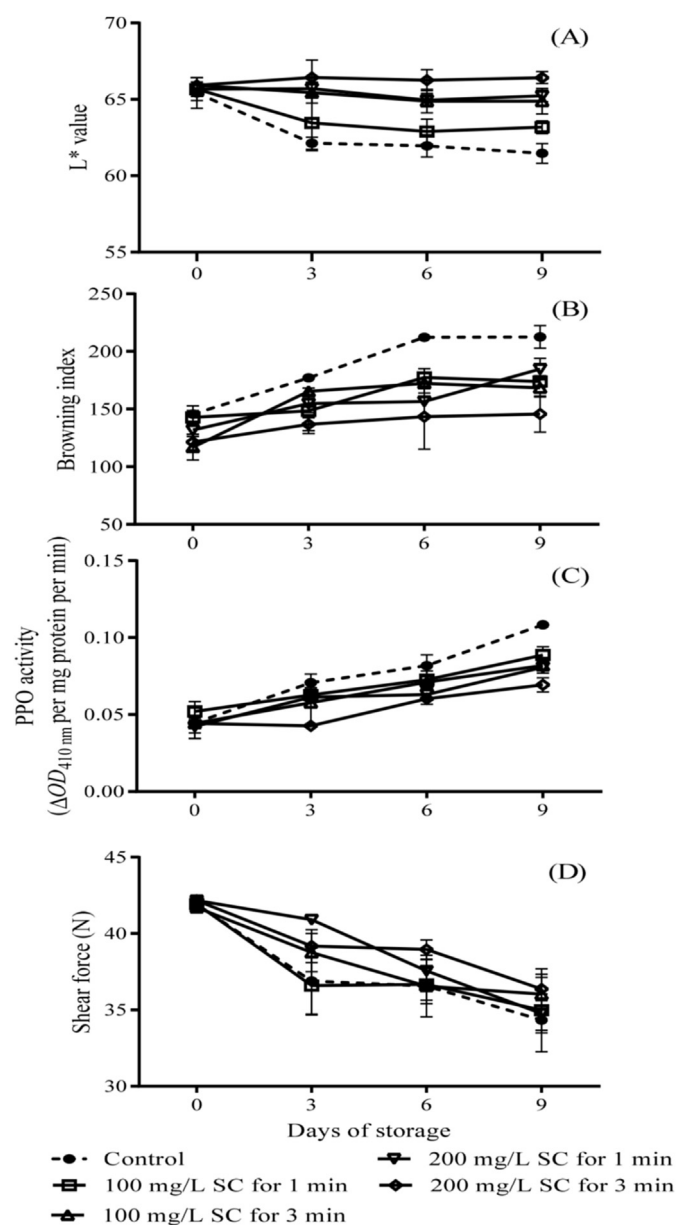 (A)
70
65
60
55
L* value
0 3 6 9
(B)
250
200
150
100
50
Browning index
0 3 6 9
(C)
0.15
0.10
0.05
0.00
PPO activity
(ΔOD410 nm per mg protein per min)
0 3 6 9
(D)
45
40
35
30
Shear force (N)
0 3 6 9
Days of storage
Control
200 mg/L SC for 1 min
100 mg/L SC for 1 min
200 mg/L SC for 3 min
100 mg/L SC for 3 min